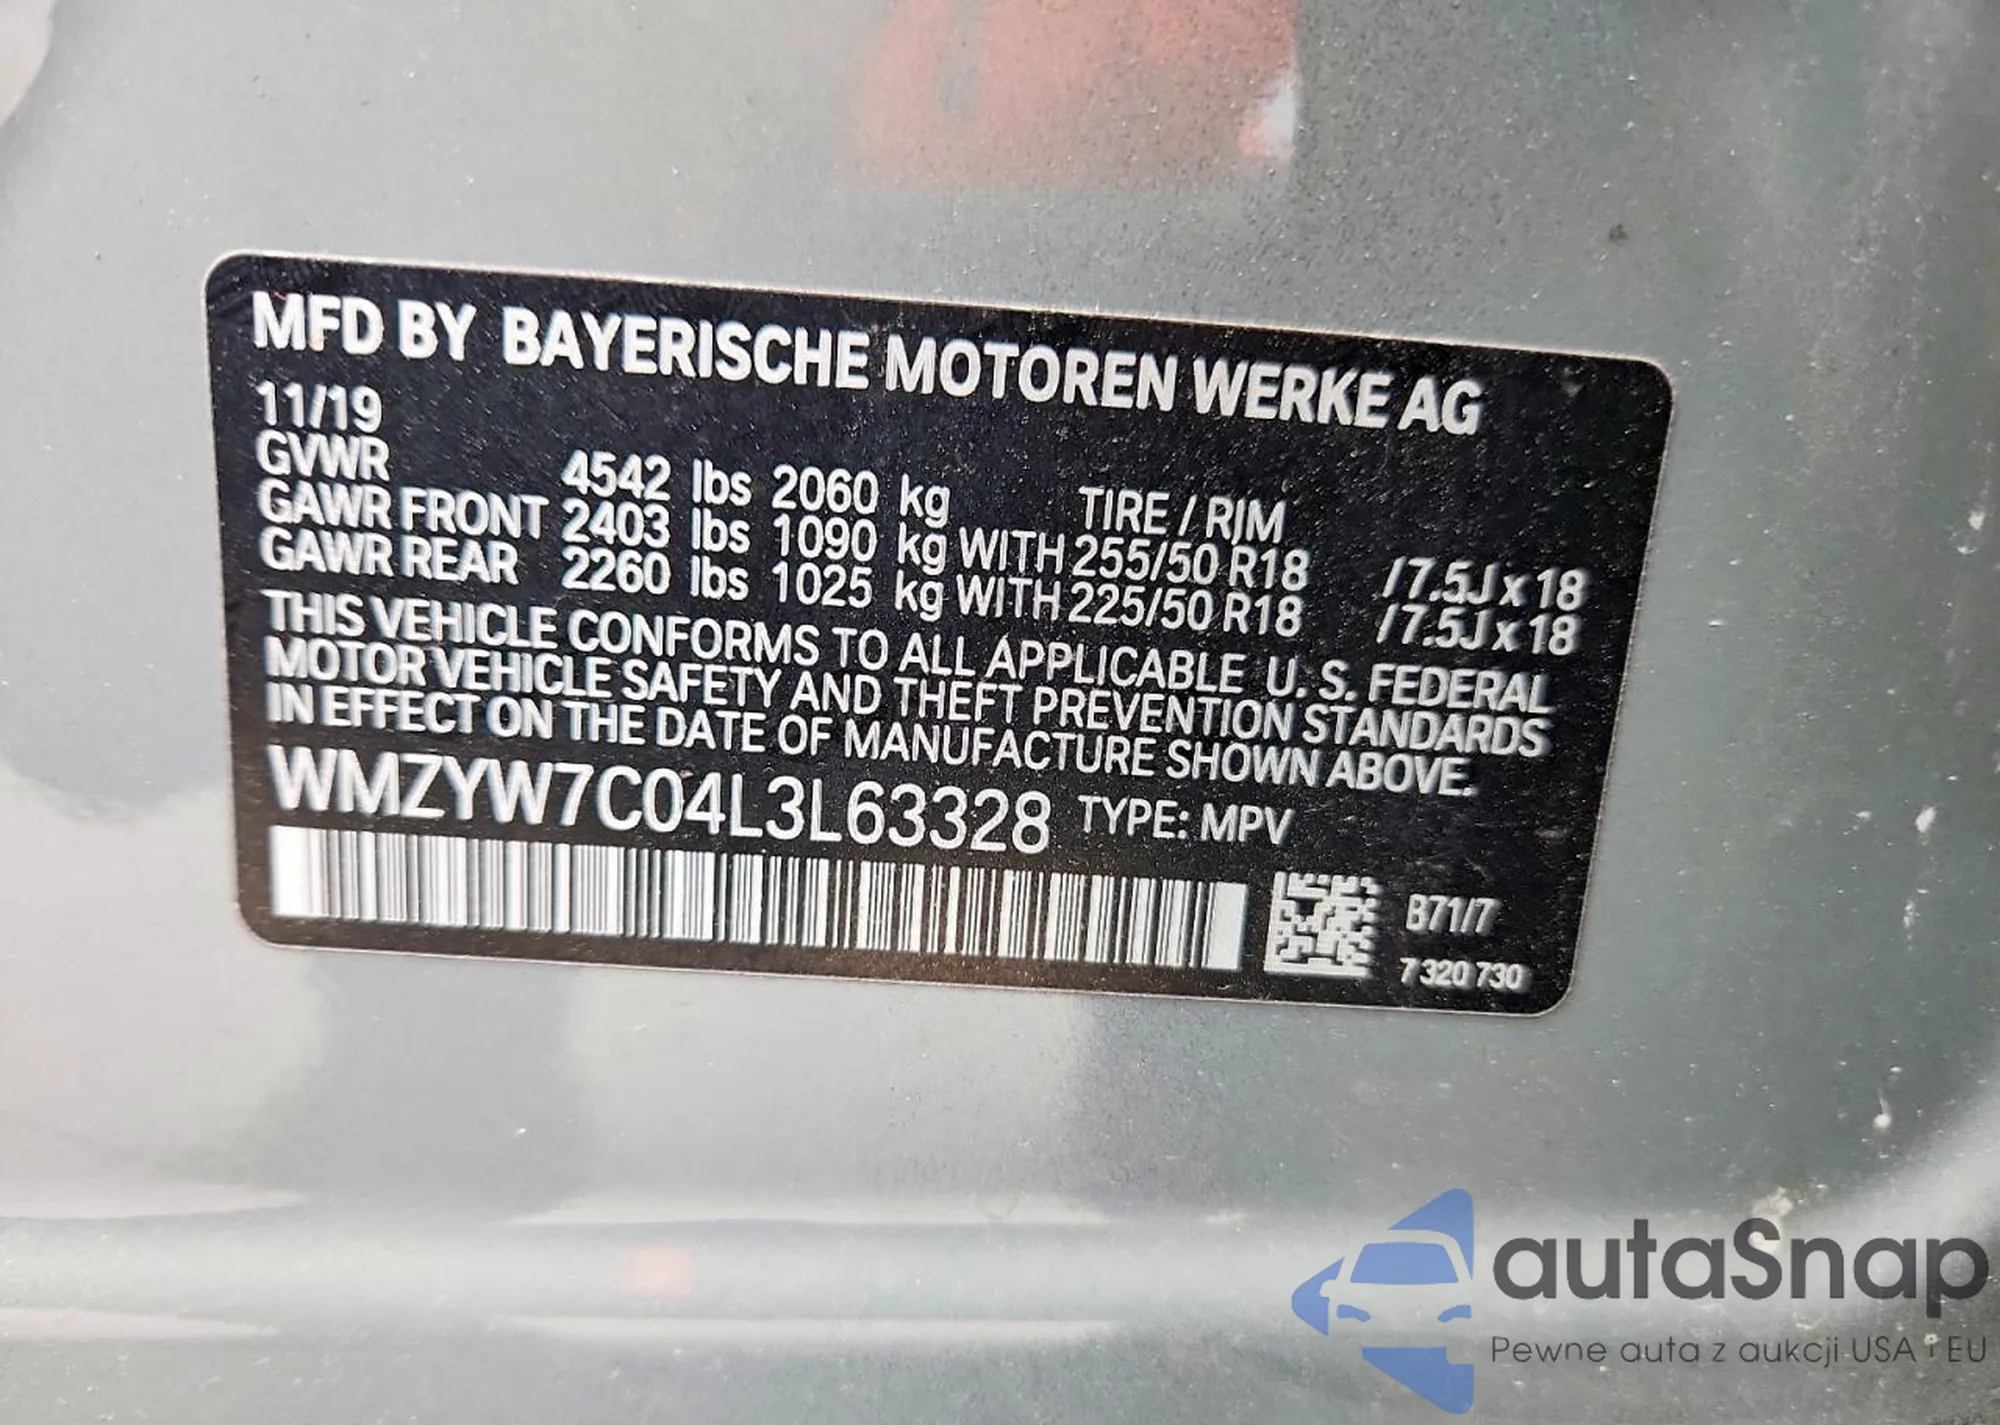 MFD BY BAYERISCHE MOTOREN WERKE AG
11/19
GVWR 4542 lbs 2060 kg TIRE / RIM
GAWR FRONT 2403 lbs 1090 kg WITH 255/50 R18 /7.5J x 18
GAWR REAR 2260 lbs 1025 kg WITH 225/50 R18 /7.5J x 18
THIS VEHICLE CONFORMS TO ALL APPLICABLE U. S. FEDERAL
MOTOR VEHICLE SAFETY AND THEFT PREVENTION STANDARDS
IN EFFECT ON THE DATE OF MANUFACTURE SHOWN ABOVE.
WMZYW7C04L3L63328 TYPE: MPV
B71/7
7 320 730
autaSnap
Pewne auta z aukcji USA i EU